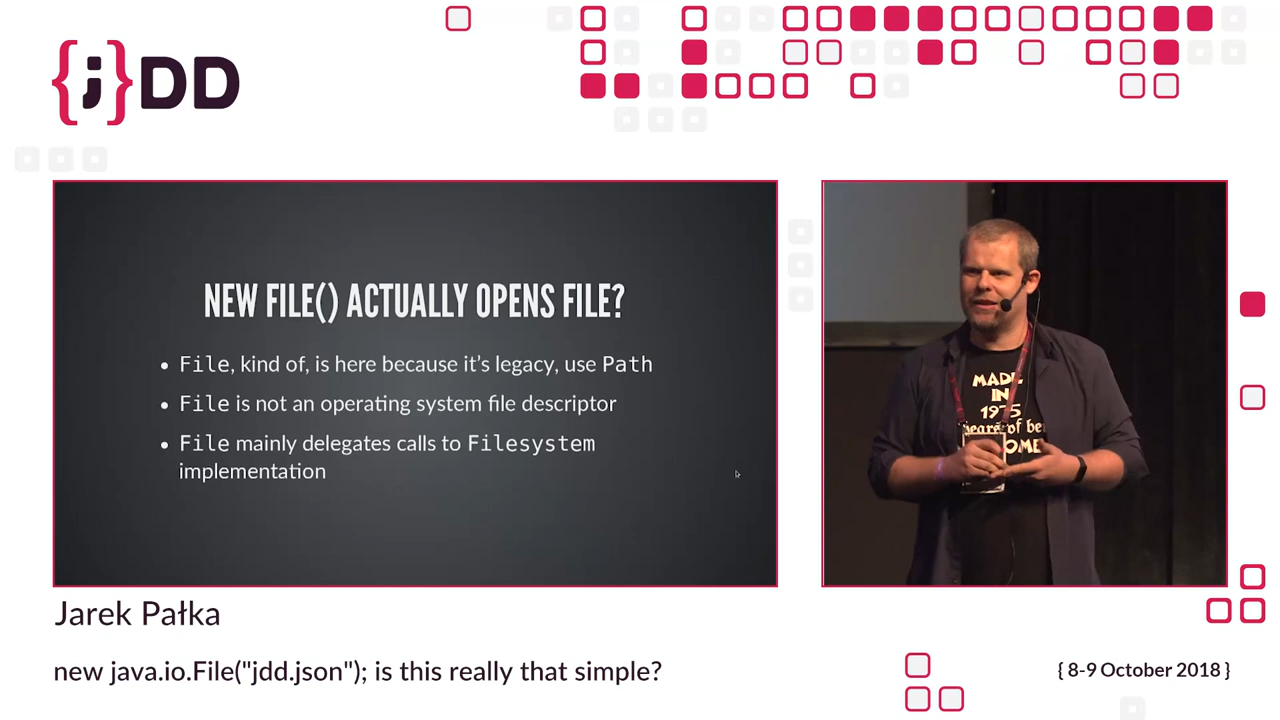 {j}DD
NEW FILE() ACTUALLY OPENS FILE?
• File, kind of, is here because it's legacy, use Path
• File is not an operating system file descriptor
• File mainly delegates calls to Filesystem
implementation
MADE
IN
1975
Jarek Pałka
new java.io.File("jdd.json"); is this really that simple?
{ 8-9 October 2018 }